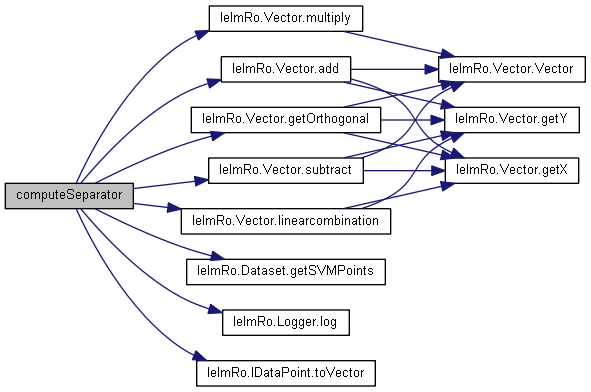 lelmRo.Vector.multiply
lelmRo.Vector.add
lelmRo.Vector.Vector
lelmRo.Vector.getOrthogonal
lelmRo.Vector.getY
lelmRo.Vector.subtract
lelmRo.Vector.getX
computeSeparator
lelmRo.Vector.linearcombination
lelmRo.Dataset.getSVMPoints
lelmRo.Logger.log
lelmRo.IDataPoint.toVector